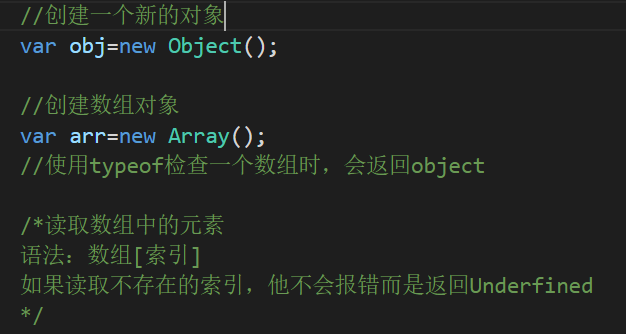 //创建一个新的对象
var obj=new Object();
//创建数组对象
var arr=new Array();
//使用typeof检查一个数组时，会返回object
/*读取数组中的元素
语法：数组[索引]
如果读取不存在的索引，他不会报错而是返回Underfined
*/